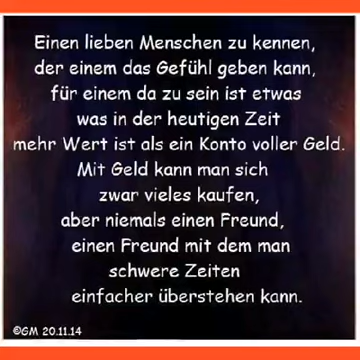 Einen lieben Menschen zu kennen,
der einem das Gefühl geben kann,
für einem da zu sein ist etwas
was in der heutigen Zeit
mehr Wert ist als ein Konto voller Geld.
Mit Geld kann man sich
zwar vieles kaufen,
aber niemals einen Freund,
einen Freund mit dem man
schwere Zeiten
einfacher überstehen kann.
©GM 20.11.14